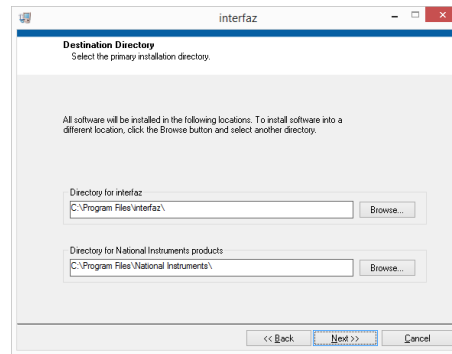 interfaz
Destination Directory
Select the primary installation directory.
All software will be installed in the following locations. To install software into a
different location, click the Browse button and select another directory.
Directory for interfaz
C:\Program Files\interfaz\
Browse...
Directory for National Instruments products
C:\Program Files\National Instruments\
Browse...
<< Back
Next >>
Cancel